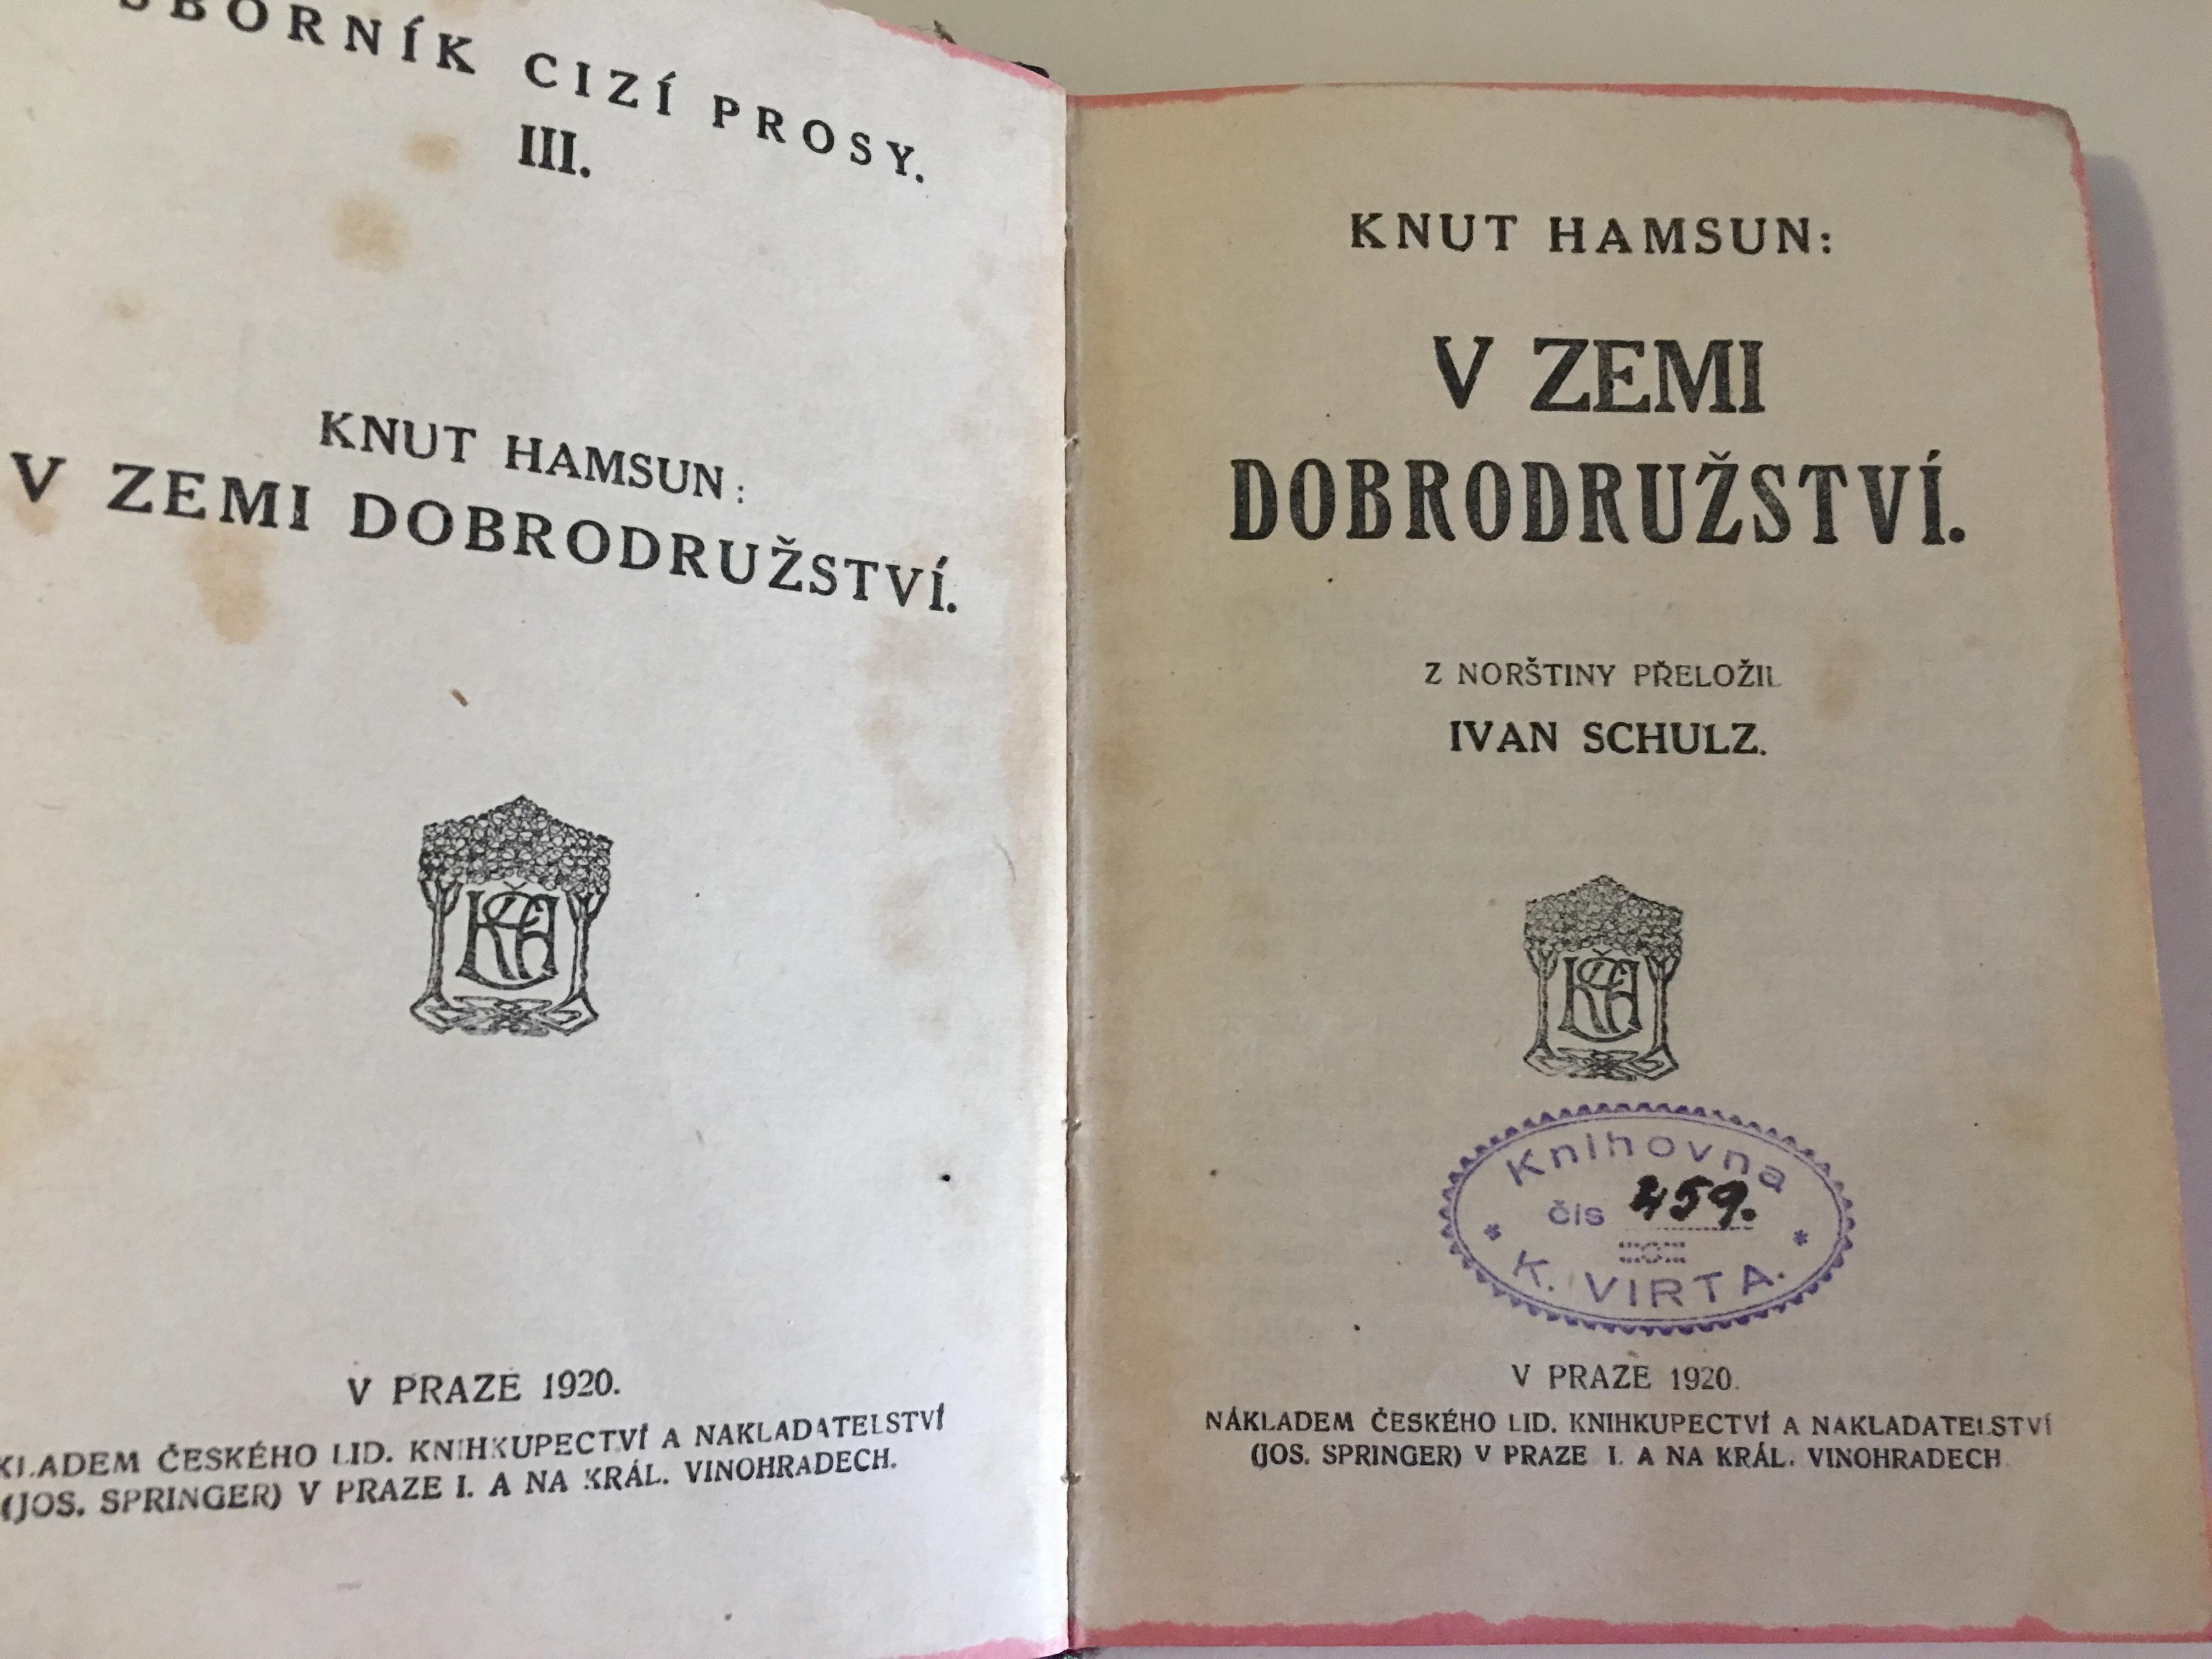 SBORNÍK CIZÍ PROSY.
III.
KNUT HAMSUN:
V ZEMI DOBRODRUŽSTVÍ.
V PRAZE 1920.
KLADEM ČESKÉHO LID. KNIHKUPECTVÍ A NAKLADATELSTVÍ
(JOS. SPRINGER) V PRAZE I. A NA KRÁL. VINOHRADECH.
KNUT HAMSUN:
V ZEMI
DOBRODRUŽSTVÍ.
Z NORŠTINY PŘELOŽIL
IVAN SCHULZ.
Knihovna
čís 459.
K. VIRTA.
V PRAZE 1920.
NÁKLADEM ČESKÉHO LID. KNIHKUPECTVÍ A NAKLADATELSTVÍ
(JOS. SPRINGER) V PRAZE I. A NA KRÁL. VINOHRADECH.